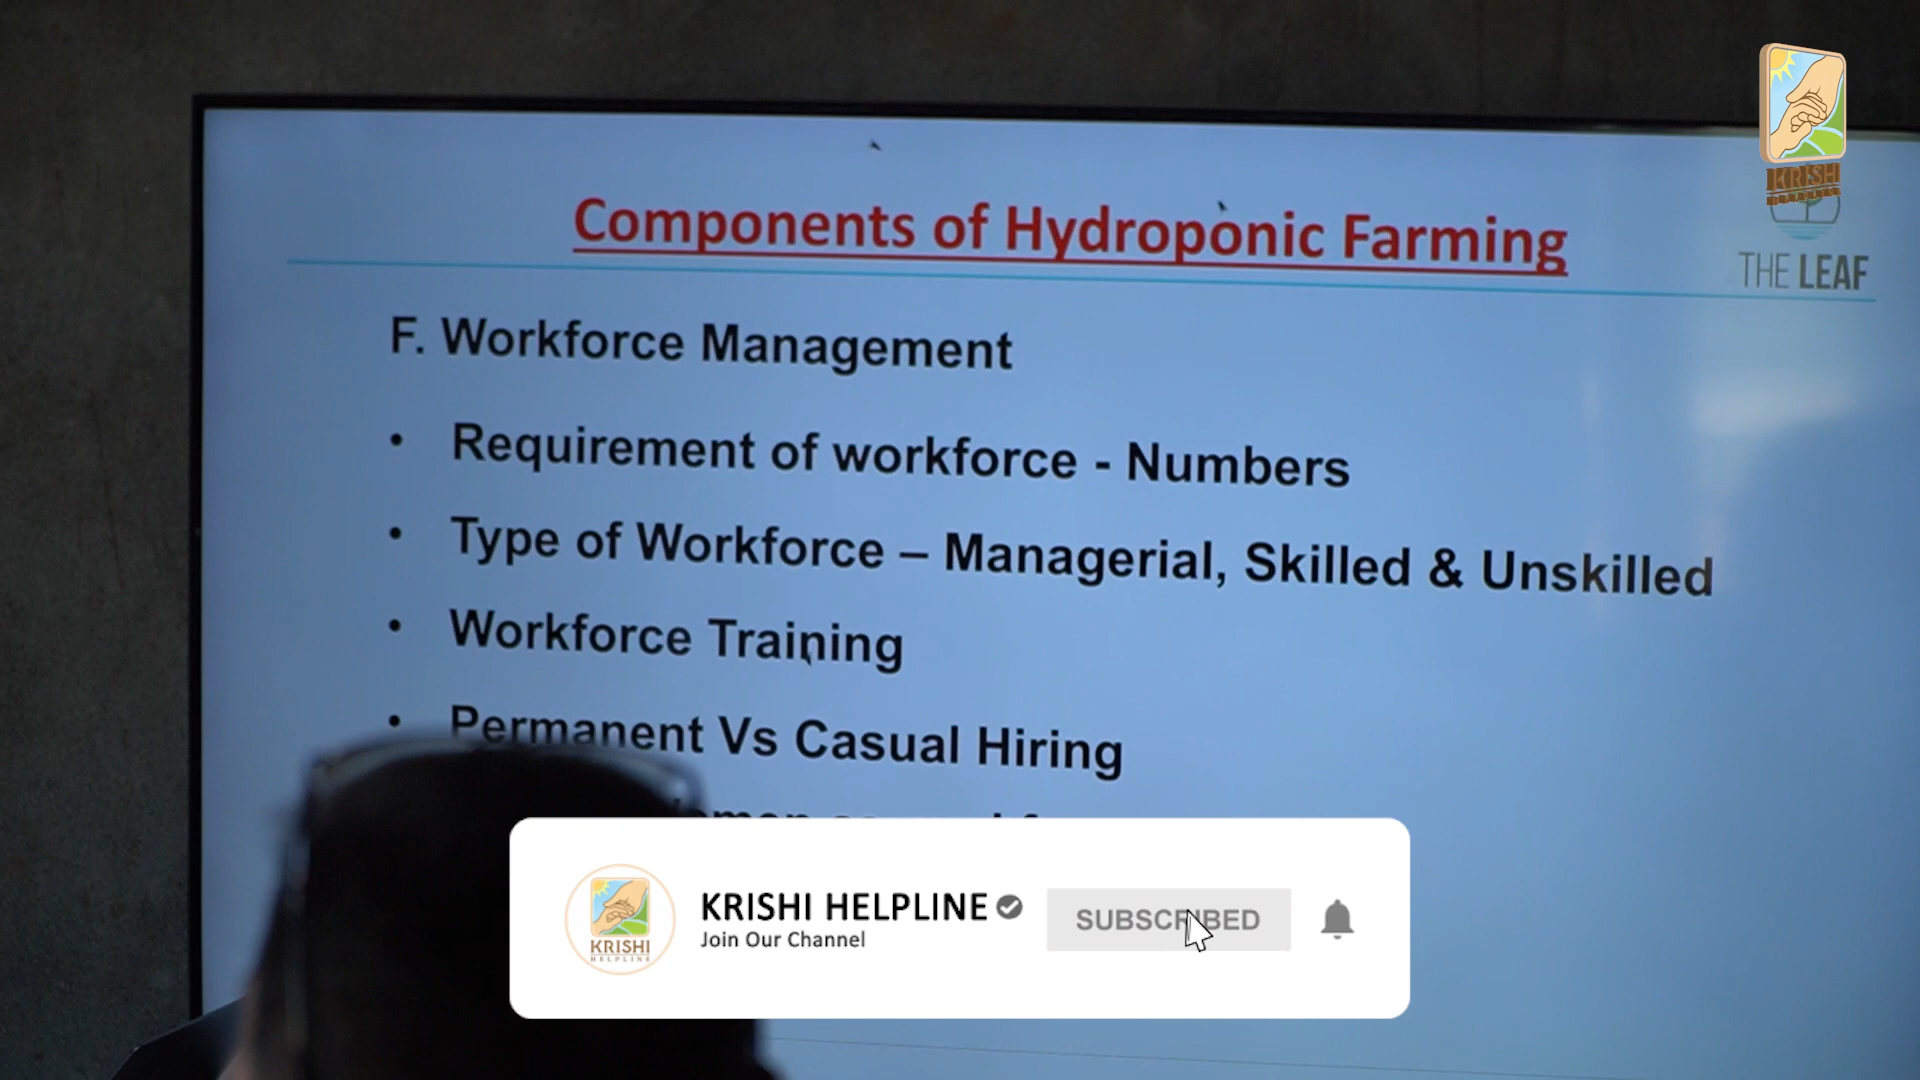 KRISHI
THE LEAF
Components of Hydroponic Farming
F. Workforce Management
• Requirement of workforce - Numbers
• Type of Workforce – Managerial, Skilled & Unskilled
• Workforce Training
• Permanent Vs Casual Hiring
KRISHI HELPLINE
Join Our Channel
SUBSCRIBED
KRISHI
HELPLINE